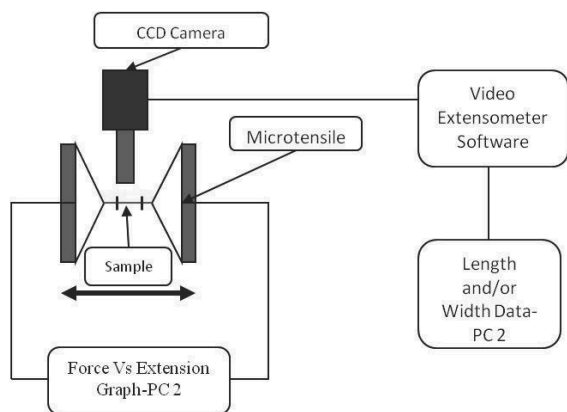 CCD Camera
Video
Extensometer
Software
Microtensile
Sample
Length
and/or
Width Data-
PC 2
Force Vs Extension
Graph-PC 2